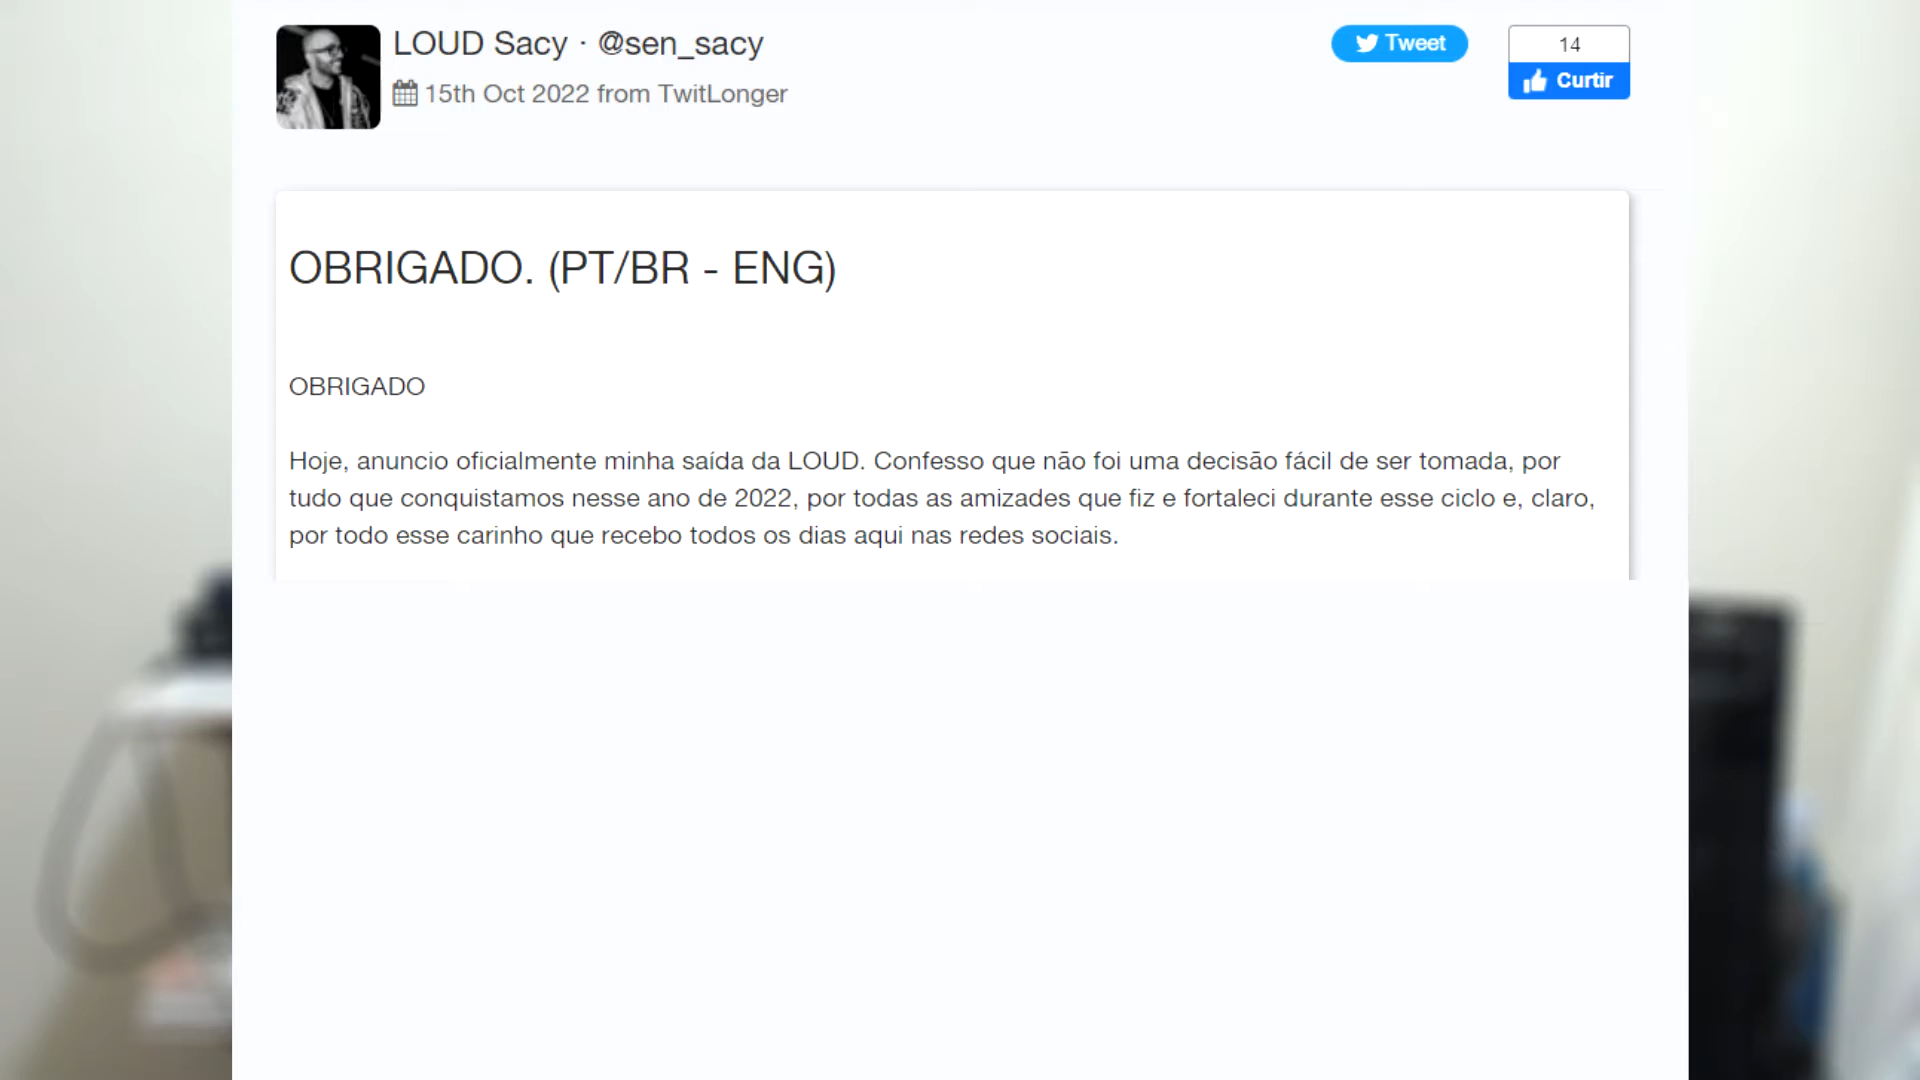 LOUD Sacy · @sen_sacy
15th Oct 2022 from TwitLonger
Tweet
14
Curtir
OBRIGADO. (PT/BR - ENG)
OBRIGADO
Hoje, anuncio oficialmente minha saída da LOUD. Confesso que não foi uma decisão fácil de ser tomada, por
tudo que conquistamos nesse ano de 2022, por todas as amizades que fiz e fortaleci durante esse ciclo e, claro,
por todo esse carinho que recebo todos os dias aqui nas redes sociais.